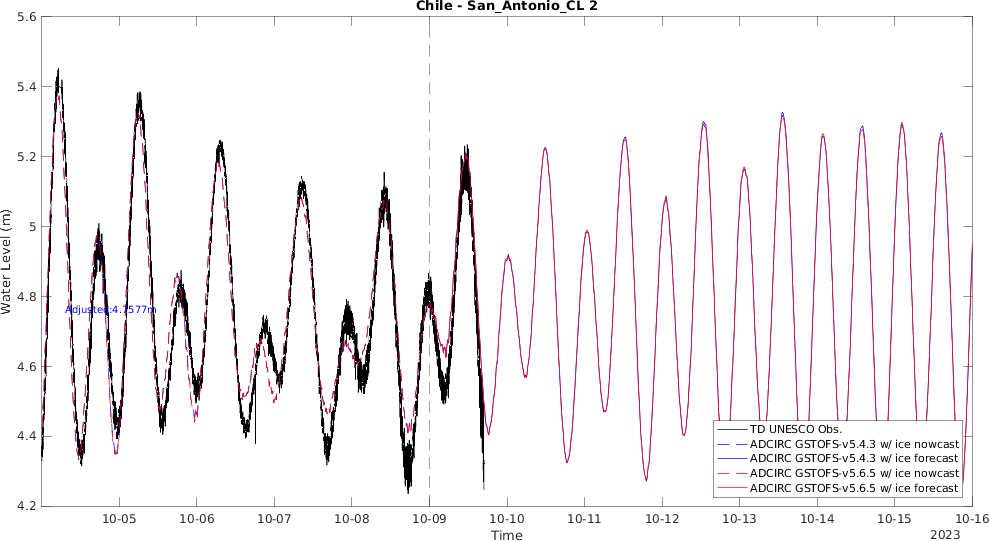 Chile - San_Antonio_CL 2
5.6
5.4
5.2
5
4.8
4.6
4.4
4.2
Water Level (m)
Adjusted:4.7577m
TD UNESCO Obs.
ADCIRC GSTOFS-v5.4.3 w/ ice nowcast
ADCIRC GSTOFS-v5.4.3 w/ ice forecast
ADCIRC GSTOFS-v5.6.5 w/ ice nowcast
ADCIRC GSTOFS-v5.6.5 w/ ice forecast
10-05 10-06 10-07 10-08 10-09 10-10 10-11 10-12 10-13 10-14 10-15 10-16
Time
2023